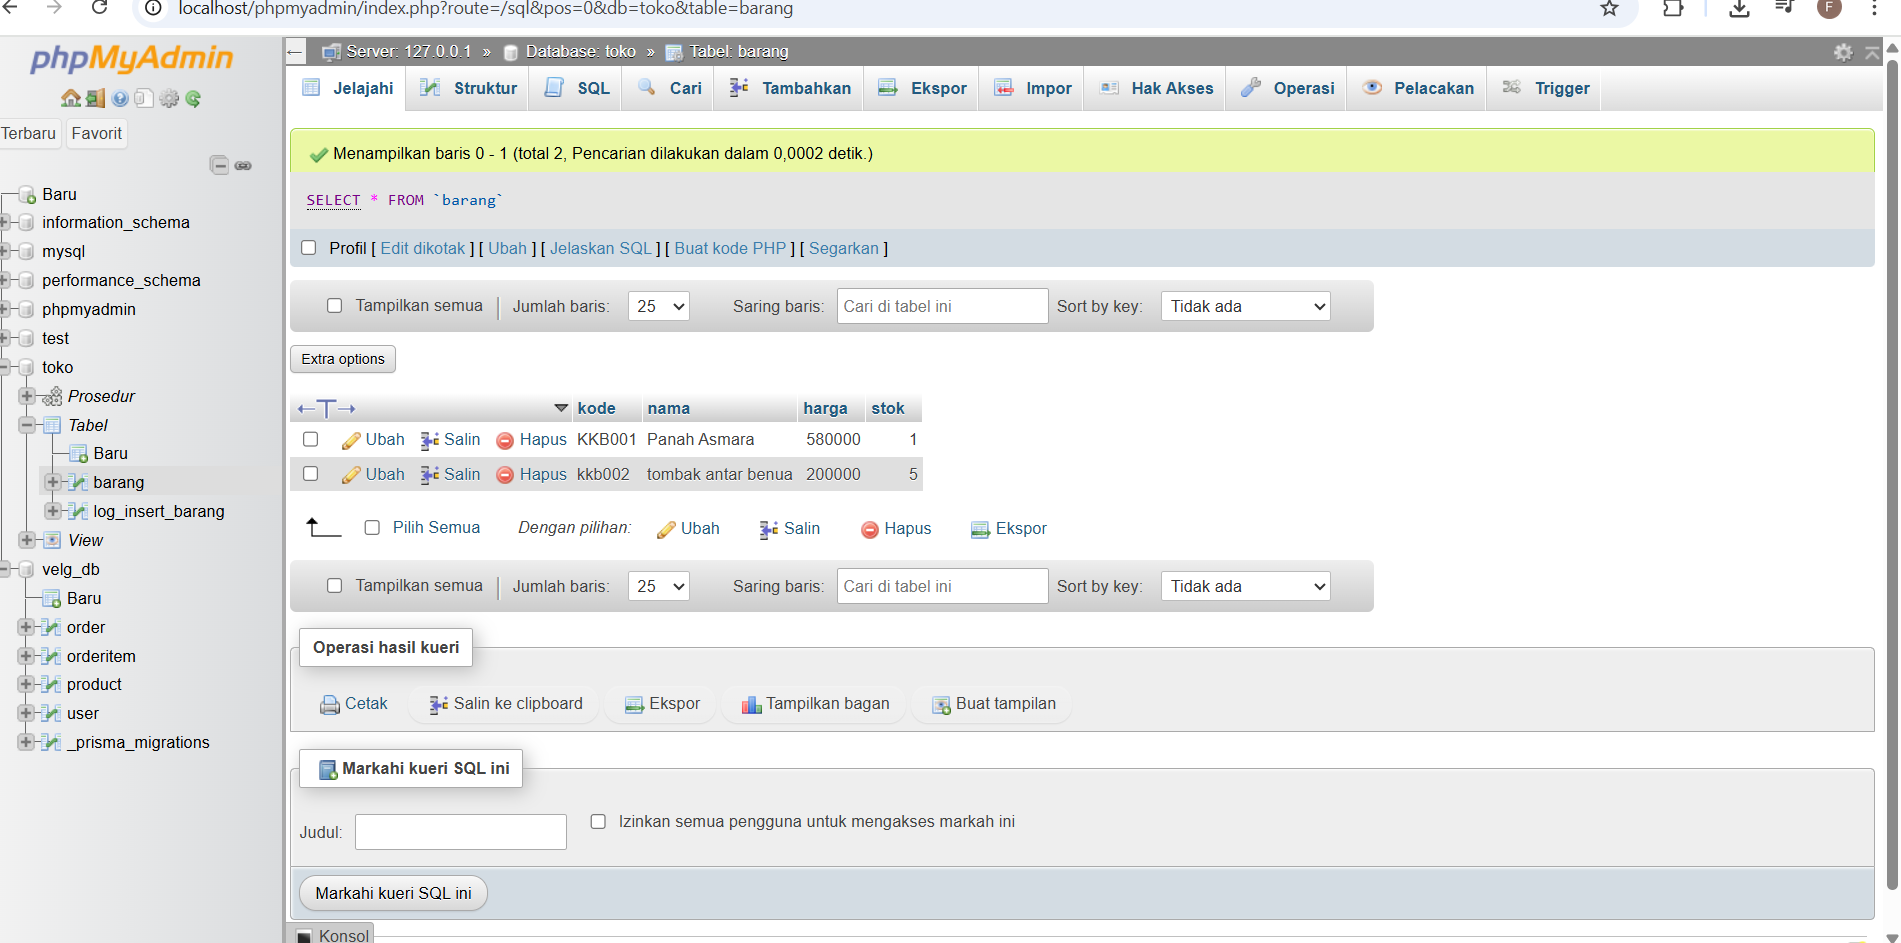 localhost/phpmyadmin/index.php?route=/sql&pos=0&db=toko&table=barang
F
phpMyAdmin
Terbaru Favorit
Baru
information_schema
mysql
performance_schema
phpmyadmin
test
toko
Prosedur
Tabel
Baru
barang
log_insert_barang
View
velg_db
Baru
order
orderitem
product
user
_prisma_migrations
Server: 127.0.0.1 » Database: toko » Tabel: barang
Jelajahi Struktur SQL Cari Tambahkan Ekspor Impor Hak Akses Operasi Pelacakan Trigger
Menampilkan baris 0 - 1 (total 2, Pencarian dilakukan dalam 0,0002 detik.)
SELECT * FROM `barang`
Profil [ Edit dikotak ] [ Ubah ] [ Jelaskan SQL ] [ Buat kode PHP ] [ Segarkan ]
Tampilkan semua Jumlah baris: 25 Saring baris: Cari di tabel ini Sort by key: Tidak ada
Extra options
kode nama harga stok
Ubah Salin Hapus KKB001 Panah Asmara 580000 1
Ubah Salin Hapus kkb002 tombak antar benua 200000 5
Pilih Semua Dengan pilihan: Ubah Salin Hapus Ekspor
Tampilkan semua Jumlah baris: 25 Saring baris: Cari di tabel ini Sort by key: Tidak ada
Operasi hasil kueri
Cetak Salin ke clipboard Ekspor Tampilkan bagan Buat tampilan
Markahi kueri SQL ini
Judul: Izinkan semua pengguna untuk mengakses markah ini
Markahi kueri SQL ini
Konsol